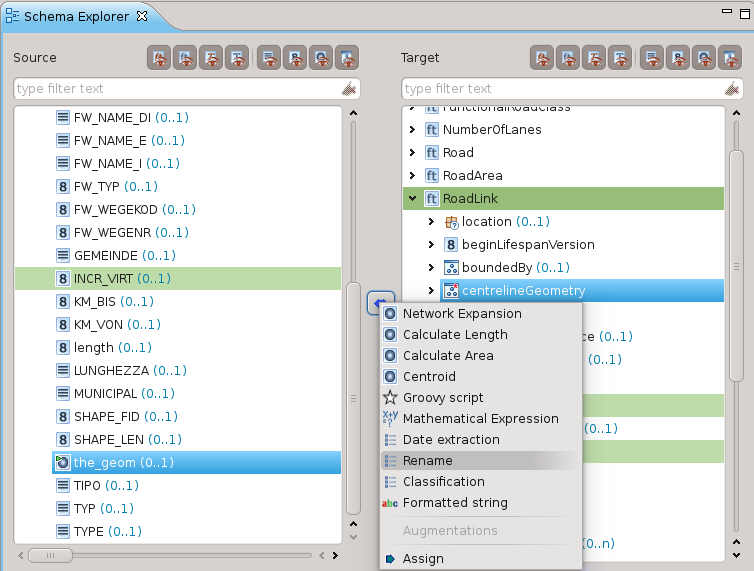 Schema Explorer
Source
type filter text
FW_NAME_DI (0..1)
FW_NAME_E (0..1)
FW_NAME_I (0..1)
FW_TYP (0..1)
FW_WEGEKOD (0..1)
FW_WEGENR (0..1)
GEMEINDE (0..1)
INCR_VIRT (0..1)
KM_BIS (0..1)
KM_VON (0..1)
length (0..1)
LUNGHEZZA (0..1)
MUNICIPAL (0..1)
SHAPE_FID (0..1)
SHAPE_LEN (0..1)
the_geom (0..1)
TIPO (0..1)
TYP (0..1)
TYPE (0..1)
Target
type filter text
FunctionalRoadClass
NumberOfLanes
Road
RoadArea
RoadLink
location (0..1)
beginLifespanVersion
boundedBy (0..1)
centrelineGeometry
ce (0..1)
(0..1)
(0..1)
(0..n)
Network Expansion
Calculate Length
Calculate Area
Centroid
Groovy script
Mathematical Expression
Date extraction
Rename
Classification
Formatted string
Augmentations
Assign